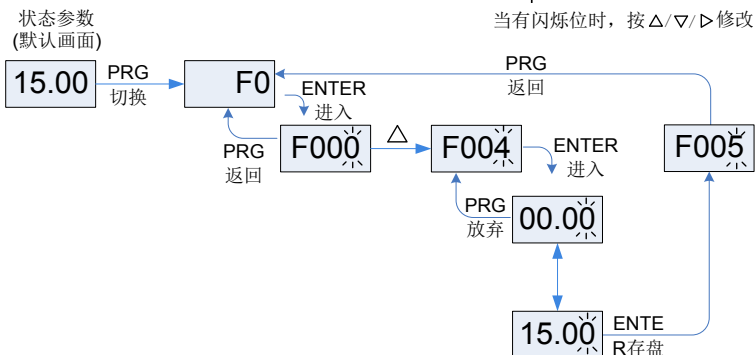 状态参数
(默认画面)
当有闪烁位时，按△/▽/▷修改
15.00
PRG
切换
F0
PRG
返回
ENTER
进入
PRG
返回
F000
△
F004
ENTER
进入
F005
PRG
放弃
00.00
15.00
ENTE
R存盘